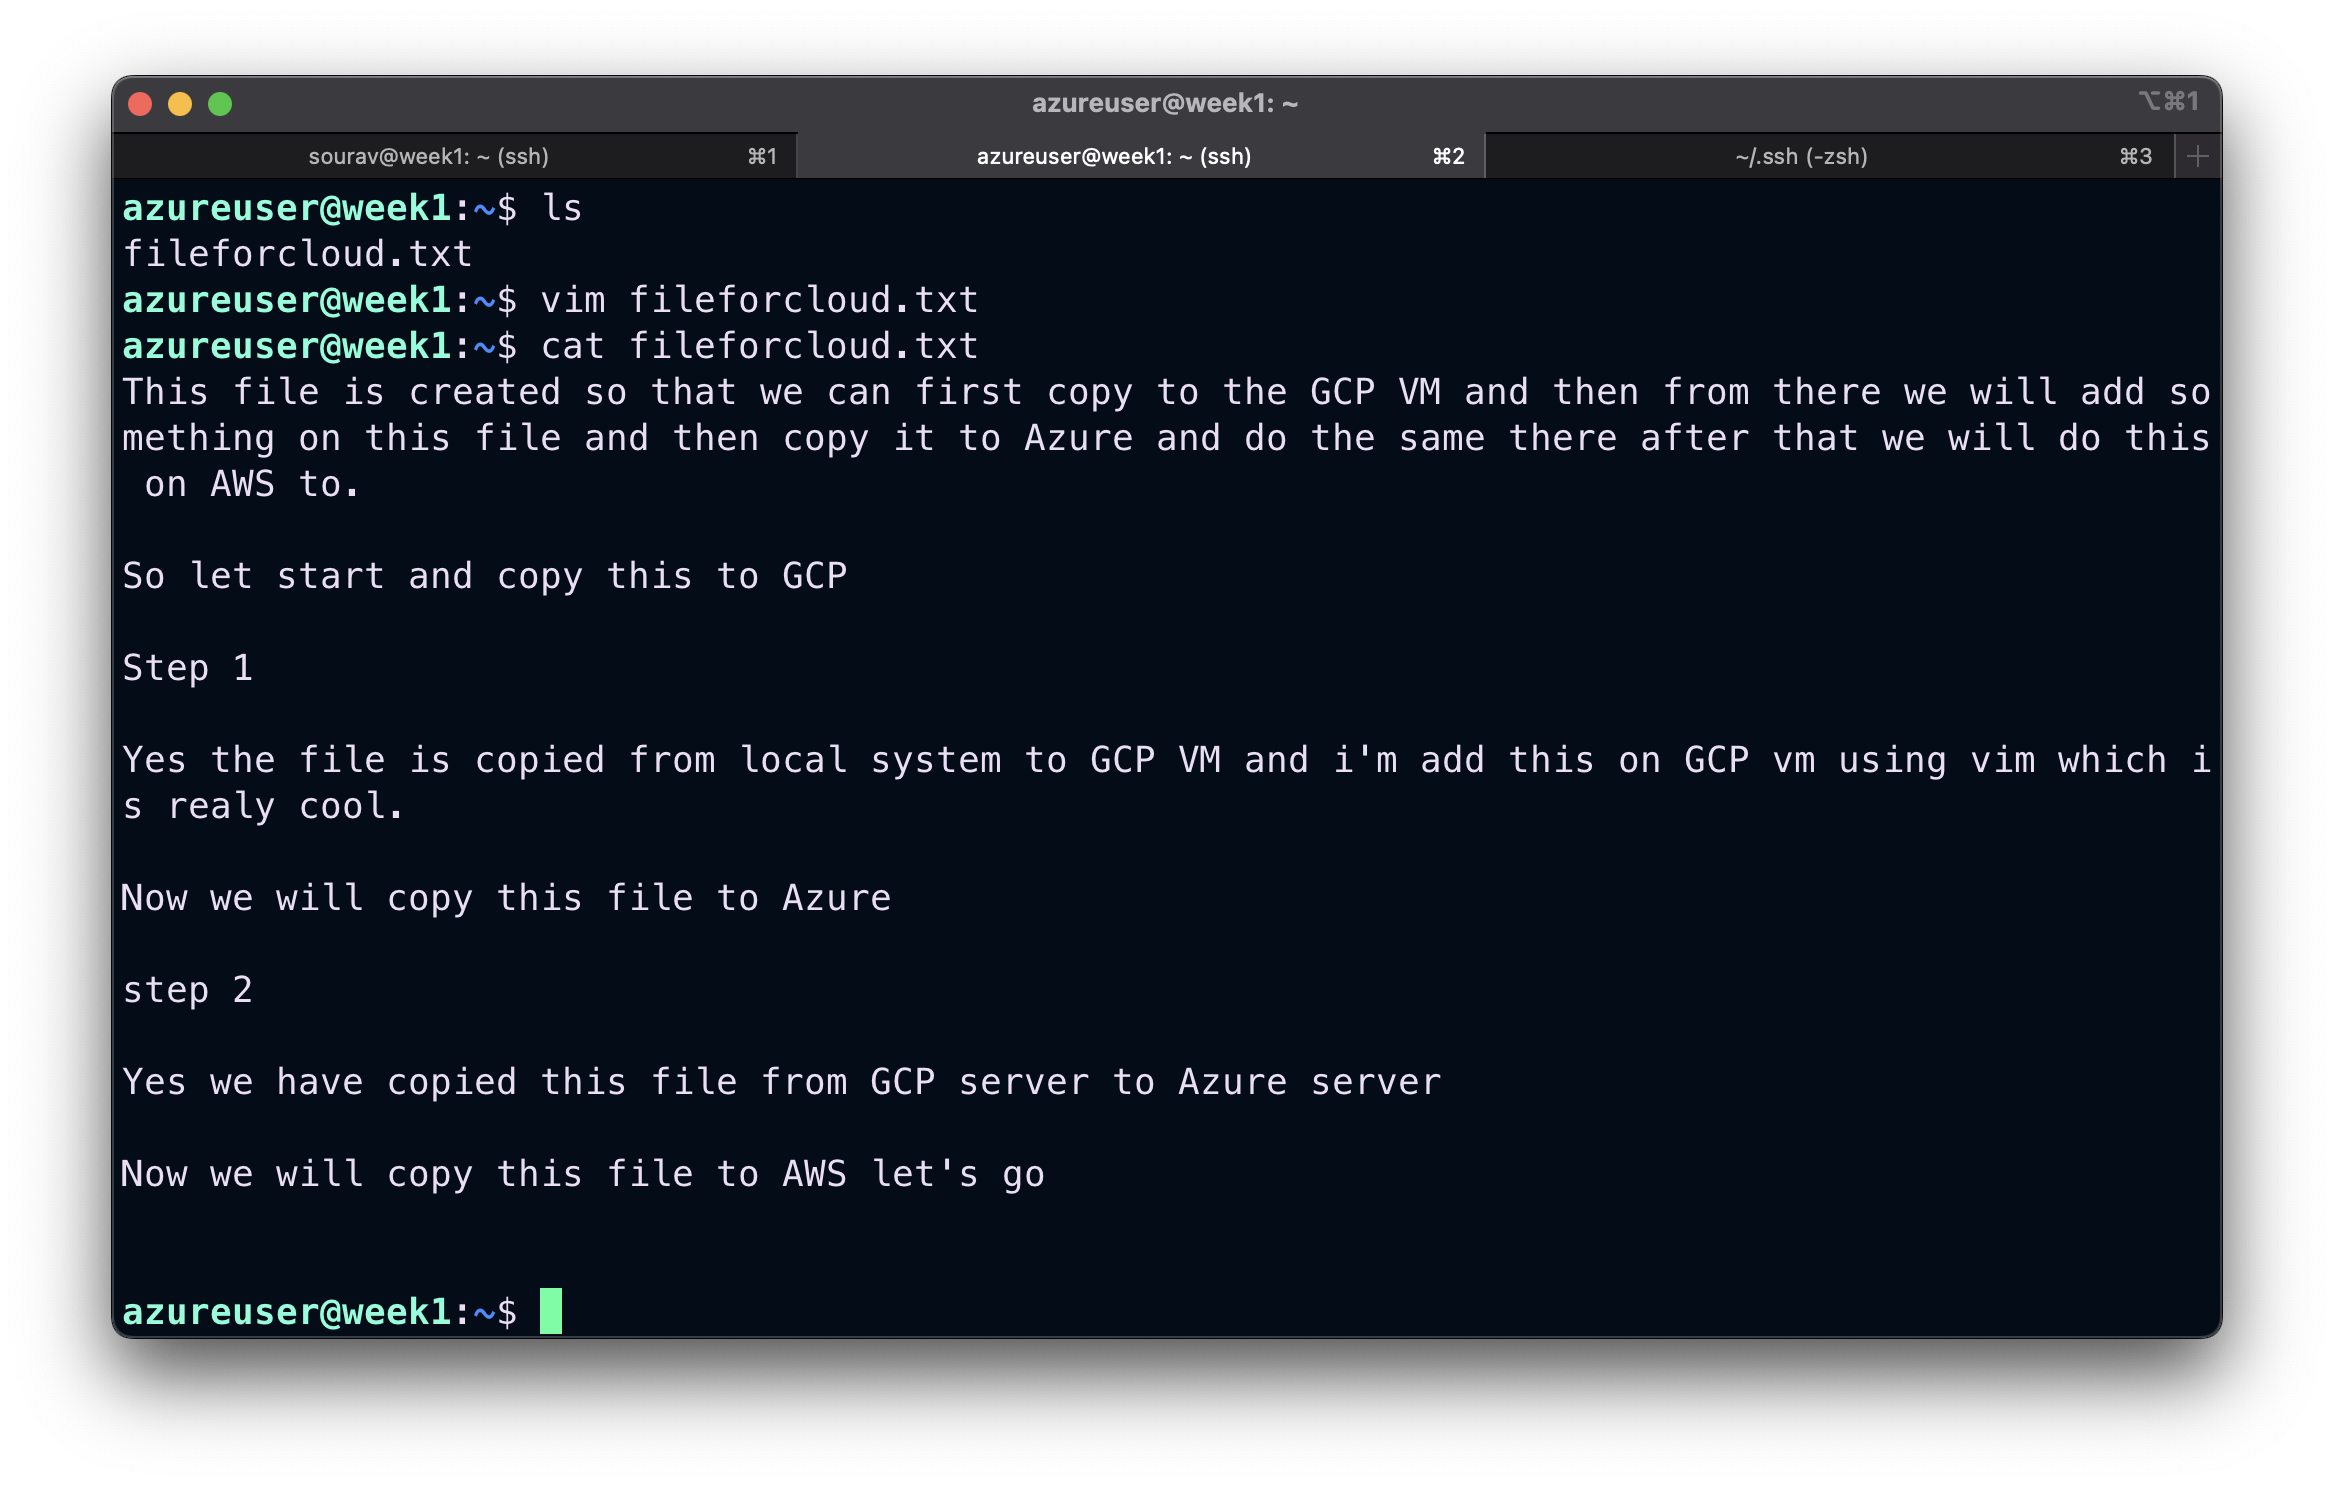 azureuser@week1: ~
⌥⌘1
sourav@week1: ~ (ssh) ⌘1
azureuser@week1: ~ (ssh) ⌘2
~/.ssh (-zsh) ⌘3
azureuser@week1:~$ ls
fileforcloud.txt
azureuser@week1:~$ vim fileforcloud.txt
azureuser@week1:~$ cat fileforcloud.txt
This file is created so that we can first copy to the GCP VM and then from there we will add so
mething on this file and then copy it to Azure and do the same there after that we will do this
 on AWS to.
So let start and copy this to GCP
Step 1
Yes the file is copied from local system to GCP VM and i'm add this on GCP vm using vim which i
s realy cool.
Now we will copy this file to Azure
step 2
Yes we have copied this file from GCP server to Azure server
Now we will copy this file to AWS let's go
azureuser@week1:~$